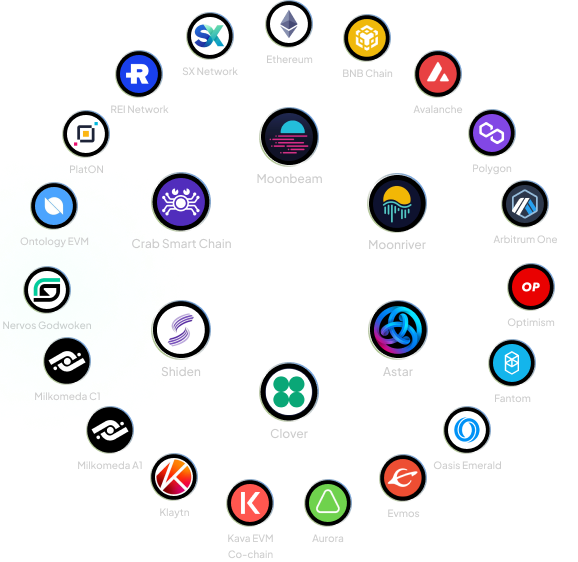 Ethereum
SX Network
BNB Chain
REI Network
Avalanche
PlatON
Moonbeam
Polygon
Ontology EVM
Crab Smart Chain
Moonriver
Arbitrum One
Nervos Godwoken
OP
Optimism
Shiden
Astar
Milkomeda C1
Fantom
Clover
Milkomeda A1
Oasis Emerald
Klaytn
Evmos
Kava EVM
Co-chain
Aurora